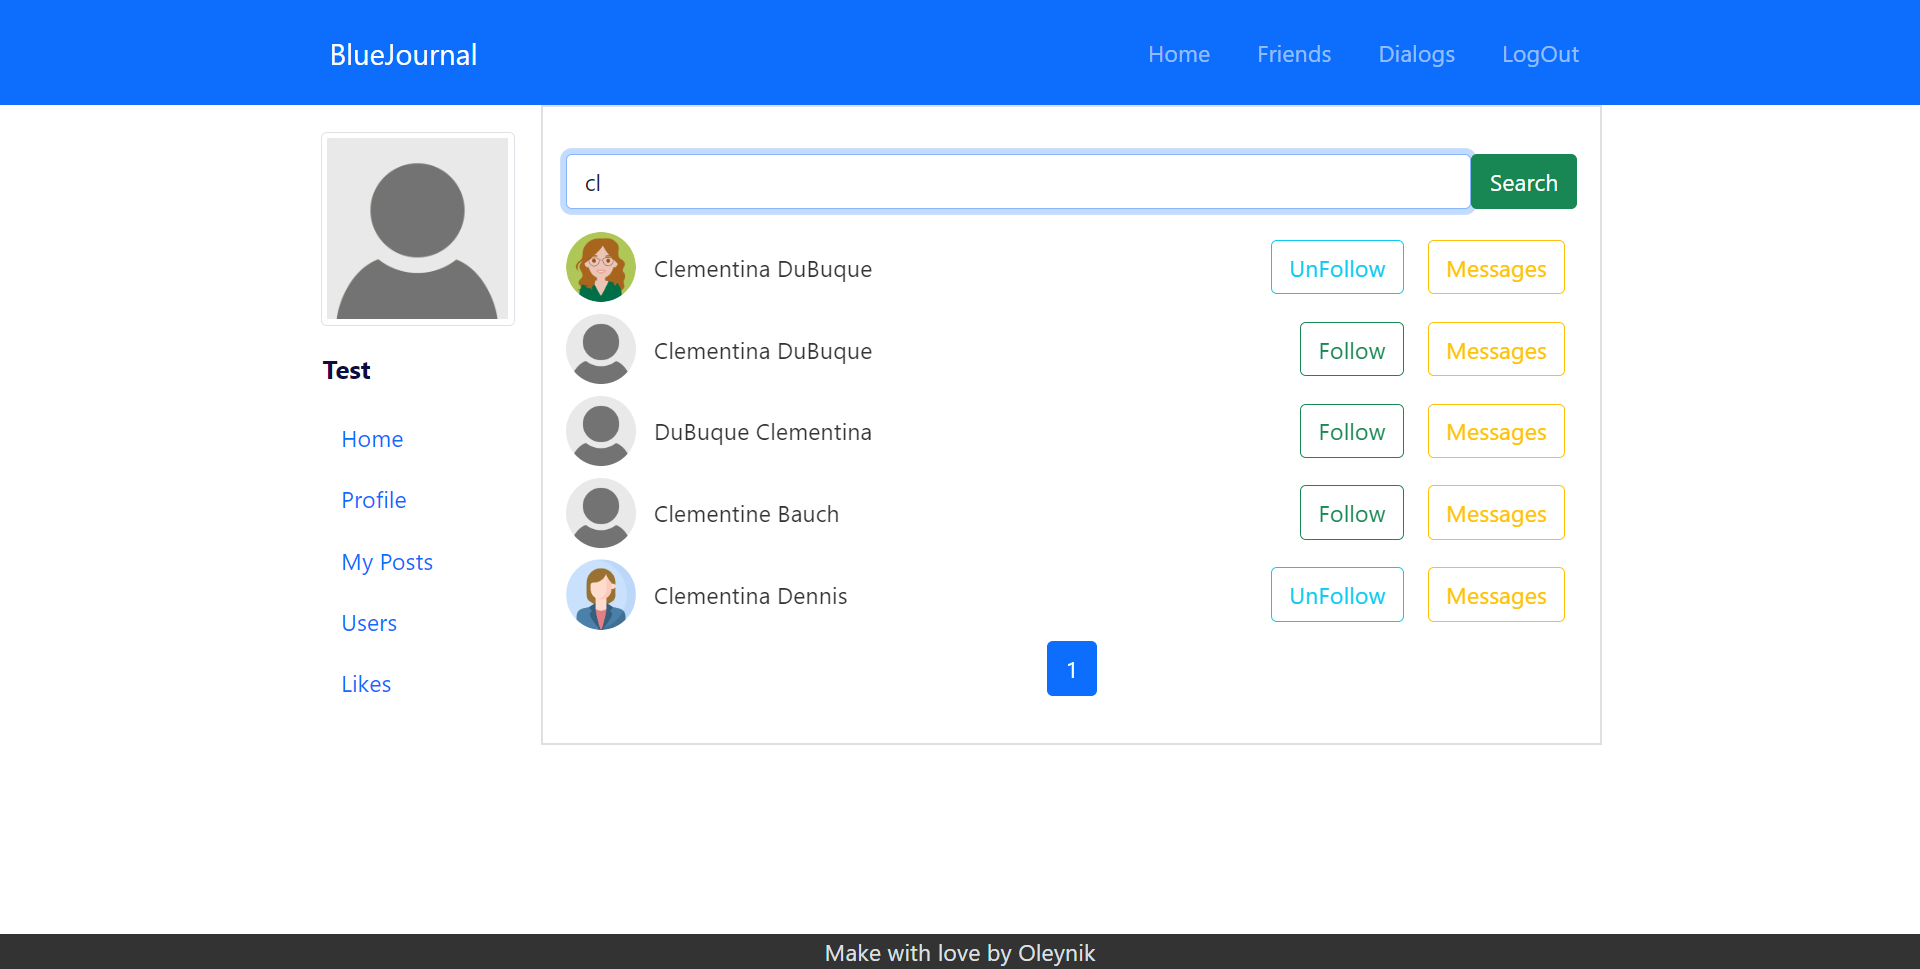 BlueJournal Home Friends Dialogs LogOut
cl Search
Clementina DuBuque UnFollow Messages
Clementina DuBuque Follow Messages
DuBuque Clementina Follow Messages
Clementine Bauch Follow Messages
Clementina Dennis UnFollow Messages
1
Test
Home
Profile
My Posts
Users
Likes
Make with love by Oleynik